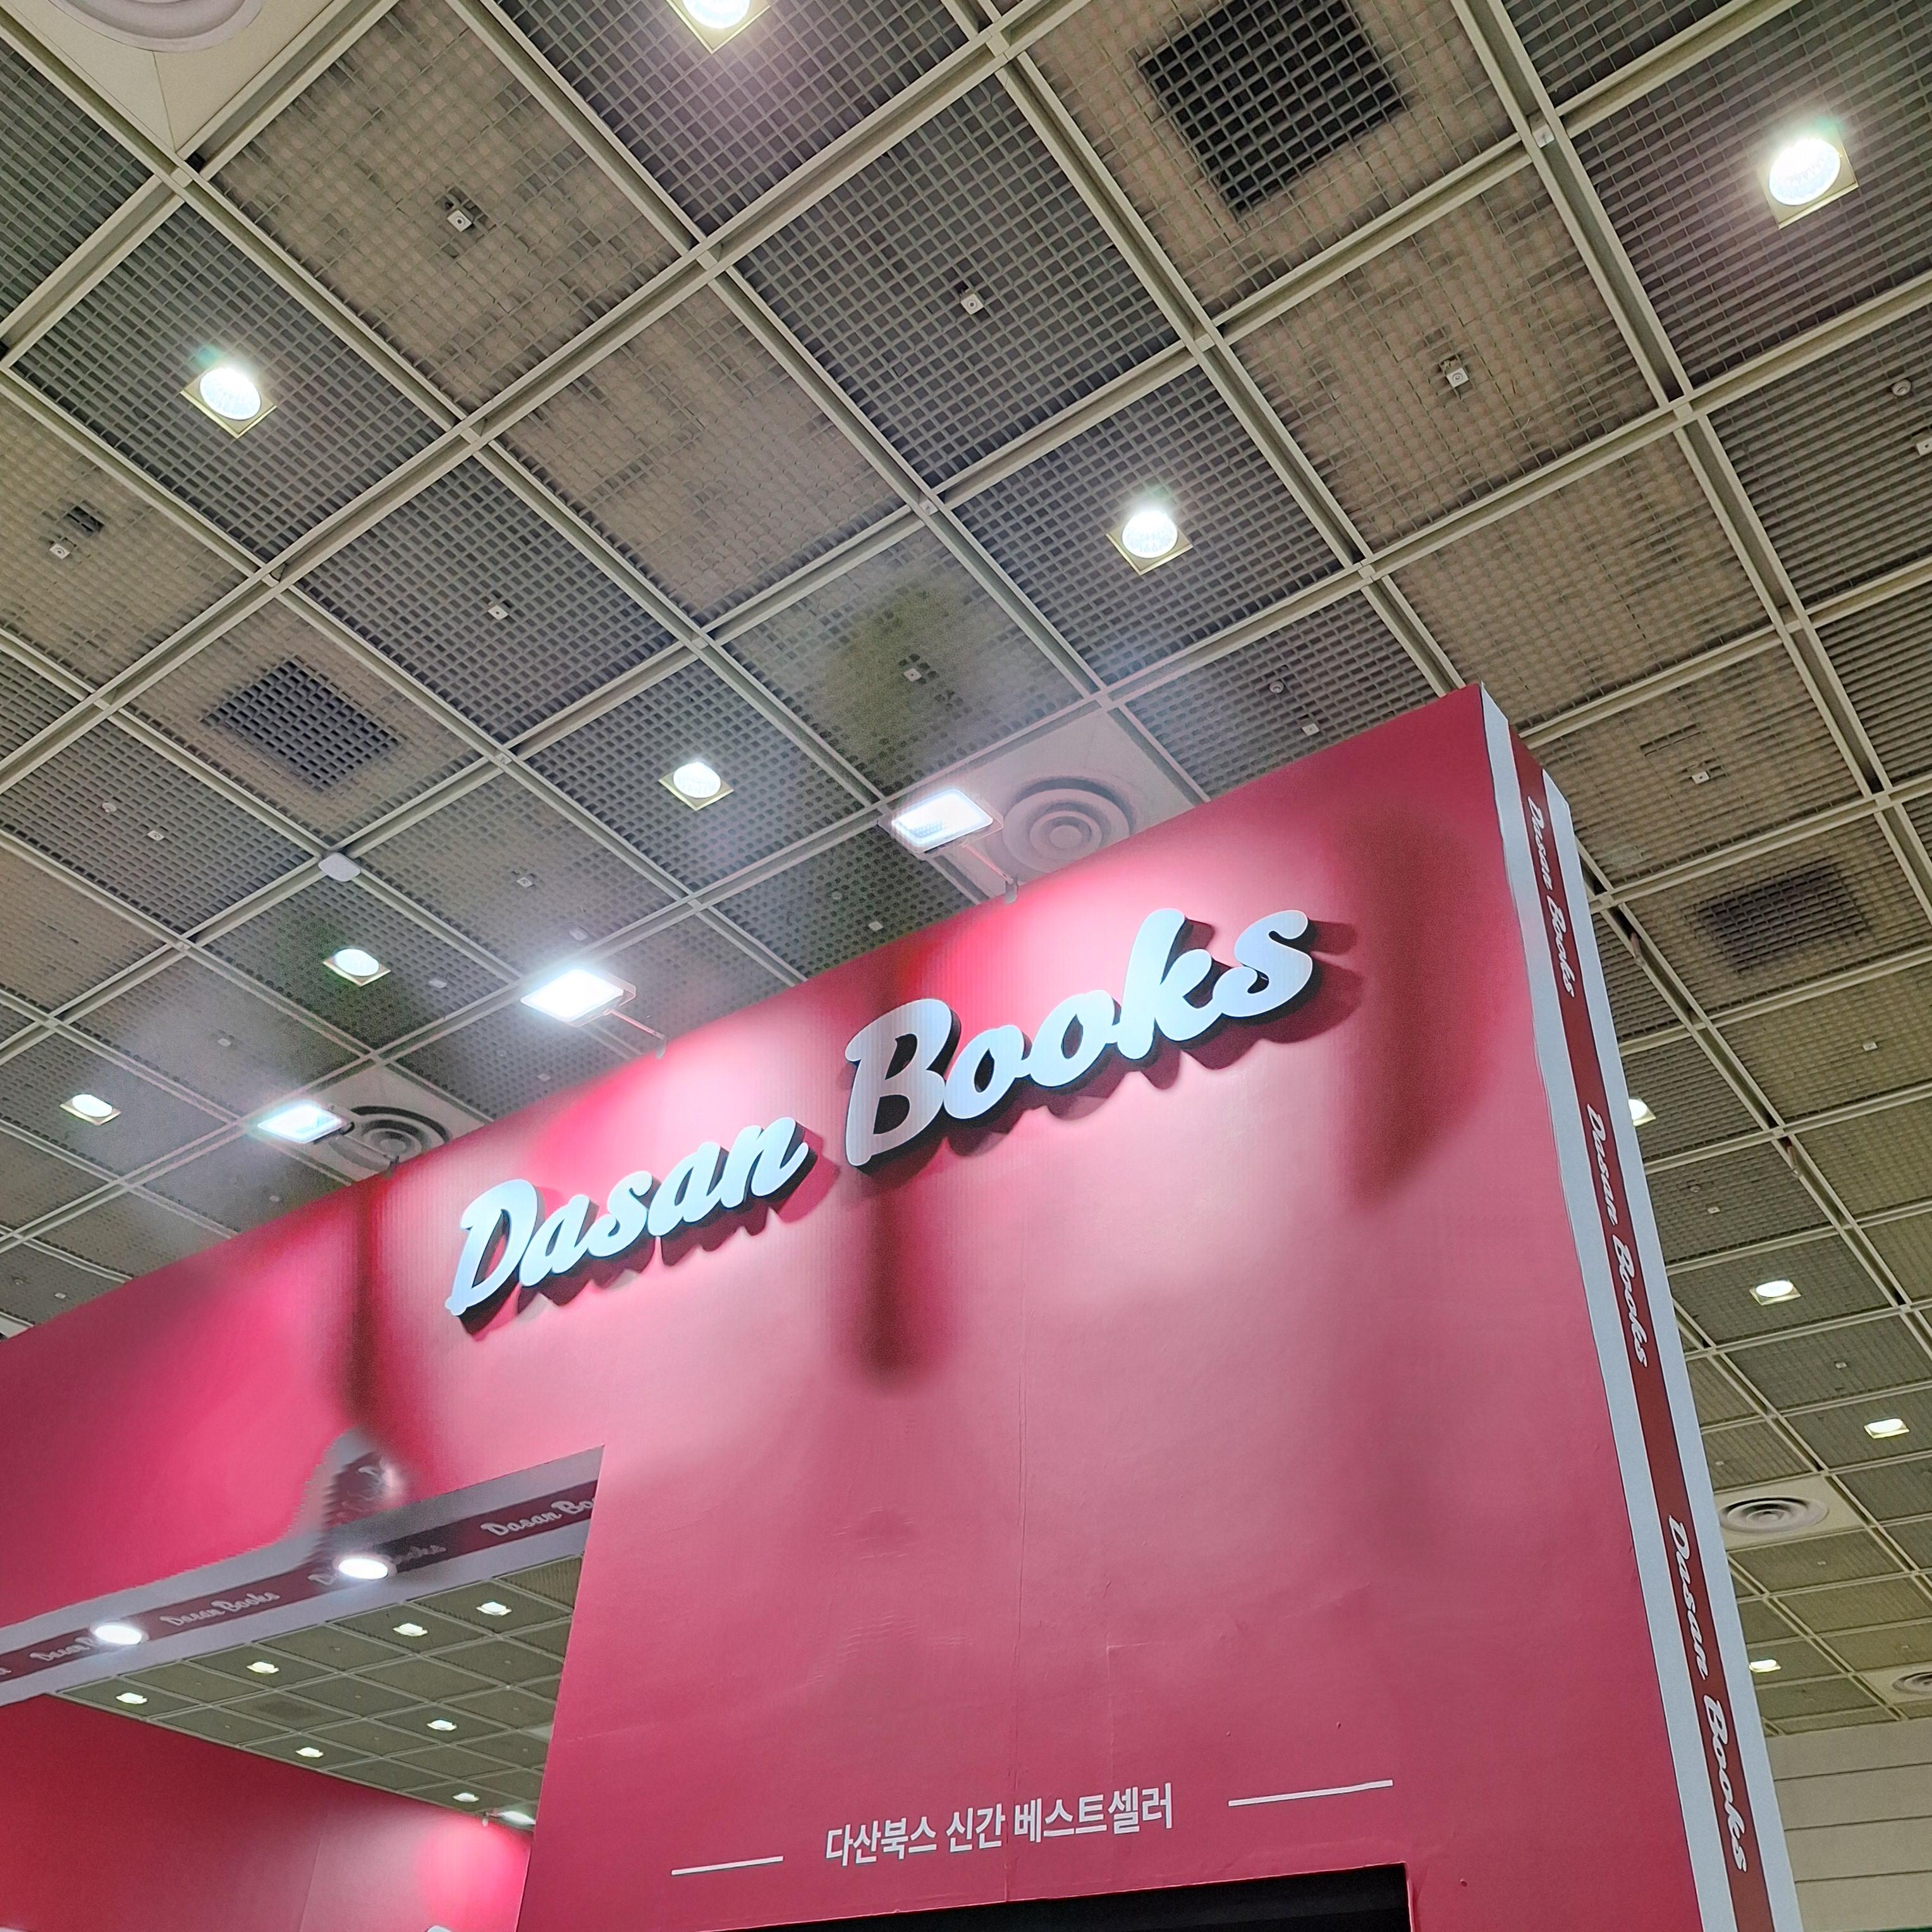 Dasan Books
다산북스 신간 베스트셀러
Dasan Books
Dasan Books
Dasan Books
Dasan Books
Dasan Boo